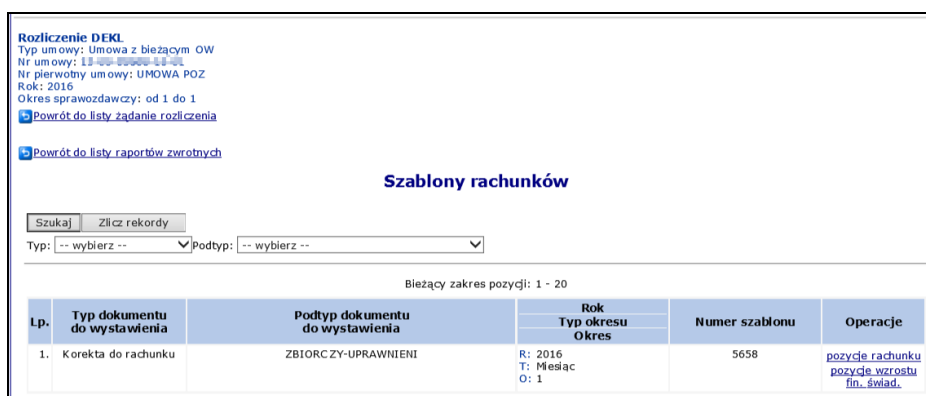 Rozliczenie DEKL
Typ umowy: Umowa z bieżącym OW
Nr umowy:
Nr pierwotny umowy: UMOWA POZ
Rok: 2016
Okres sprawozdawczy: od 1 do 1
Powrót do listy żądanie rozliczenia
Powrót do listy raportów zwrotnych
Szablony rachunków
Szukaj Zlicz rekordy
Typ: -- wybierz -- Podtyp: -- wybierz --
Bieżący zakres pozycji: 1 - 20
Lp. Typ dokumentu do wystawienia Podtyp dokumentu do wystawienia Rok Typ okresu Okres Numer szablonu Operacje
1. Korekta do rachunku ZBIORCZY-UPRAWNIENI R: 2016 5658 pozycje rachunku
T: Miesiąc pozycje wzrostu
O: 1 fin. świad.